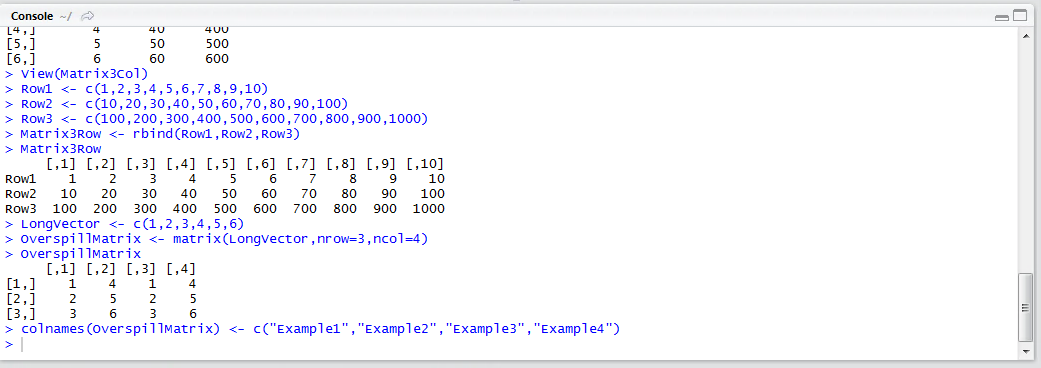 Console ~/
[4,]      4     40    400
[5,]      5     50    500
[6,]      6     60    600
> View(Matrix3Col)
> Row1 <- c(1,2,3,4,5,6,7,8,9,10)
> Row2 <- c(10,20,30,40,50,60,70,80,90,100)
> Row3 <- c(100,200,300,400,500,600,700,800,900,1000)
> Matrix3Row <- rbind(Row1,Row2,Row3)
> Matrix3Row
     [,1] [,2] [,3] [,4] [,5] [,6] [,7] [,8] [,9] [,10]
Row1    1    2    3    4    5    6    7    8    9    10
Row2   10   20   30   40   50   60   70   80   90   100
Row3  100  200  300  400  500  600  700  800  900  1000
> LongVector <- c(1,2,3,4,5,6)
> OverspillMatrix <- matrix(LongVector,nrow=3,ncol=4)
> OverspillMatrix
     [,1] [,2] [,3] [,4]
[1,]    1    4    1    4
[2,]    2    5    2    5
[3,]    3    6    3    6
> colnames(OverspillMatrix) <- c("Example1","Example2","Example3","Example4")
>